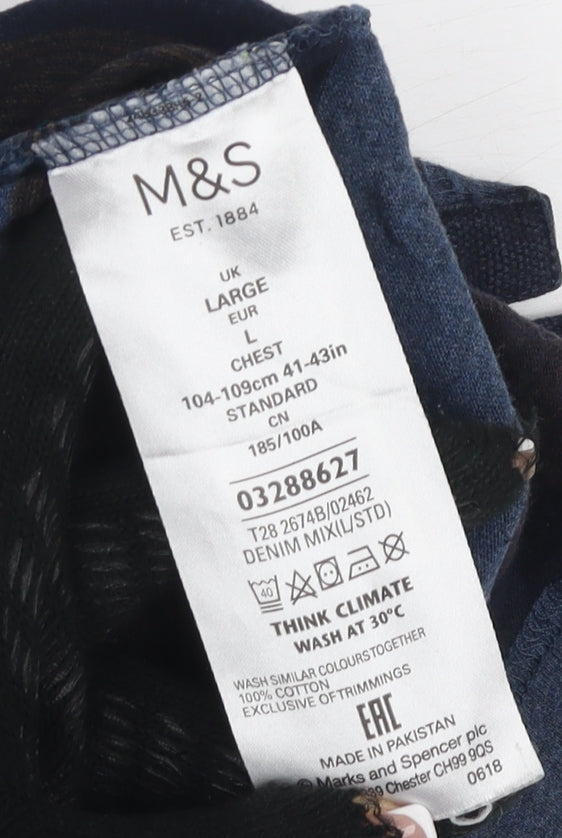 M&S
EST. 1884
UK
LARGE
EUR
L
CHEST
104-109cm 41-43in
STANDARD
CN
185/100A
03288627
T28 2674B/02462
DENIM MIX(L/STD)
40
THINK CLIMATE
WASH AT 30°C
WASH SIMILAR COLOURS TOGETHER
100% COTTON
EXCLUSIVE OF TRIMMINGS
EAC
MADE IN PAKISTAN
© Marks and Spencer plc
39 Chester CH99 9QS
0618